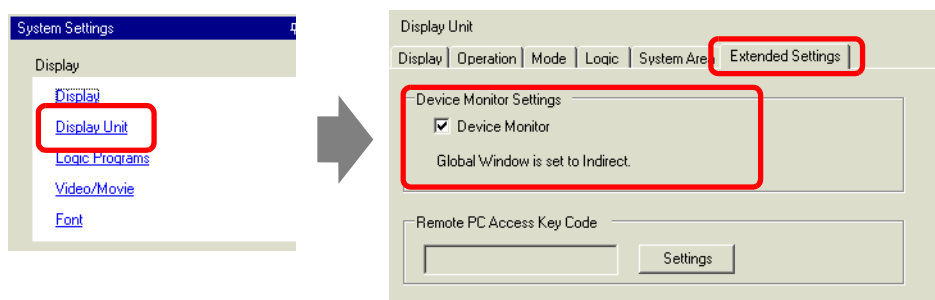 System Settings
Display
Display
Display Unit
Logic Programs
Video/Movie
Font
Display Unit
Display Operation Mode Logic System Area Extended Settings
Device Monitor Settings
Device Monitor
Global Window is set to Indirect.
Remote PC Access Key Code
Settings